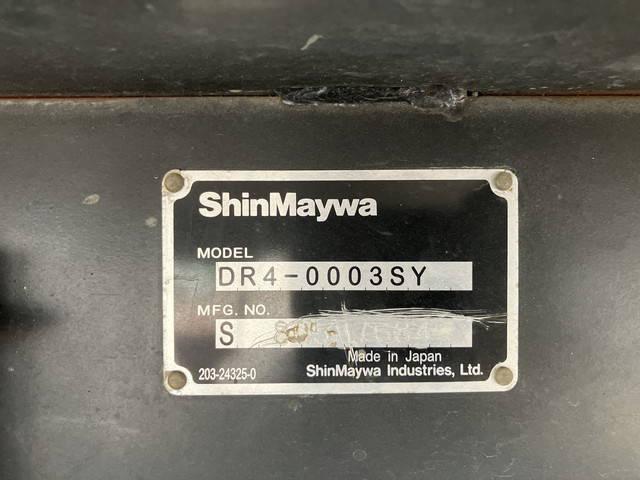 ShinMaywa
MODEL
DR4-0003SY
MFG. NO.
S
Made in Japan
203-24325-0
ShinMaywa Industries, Ltd.